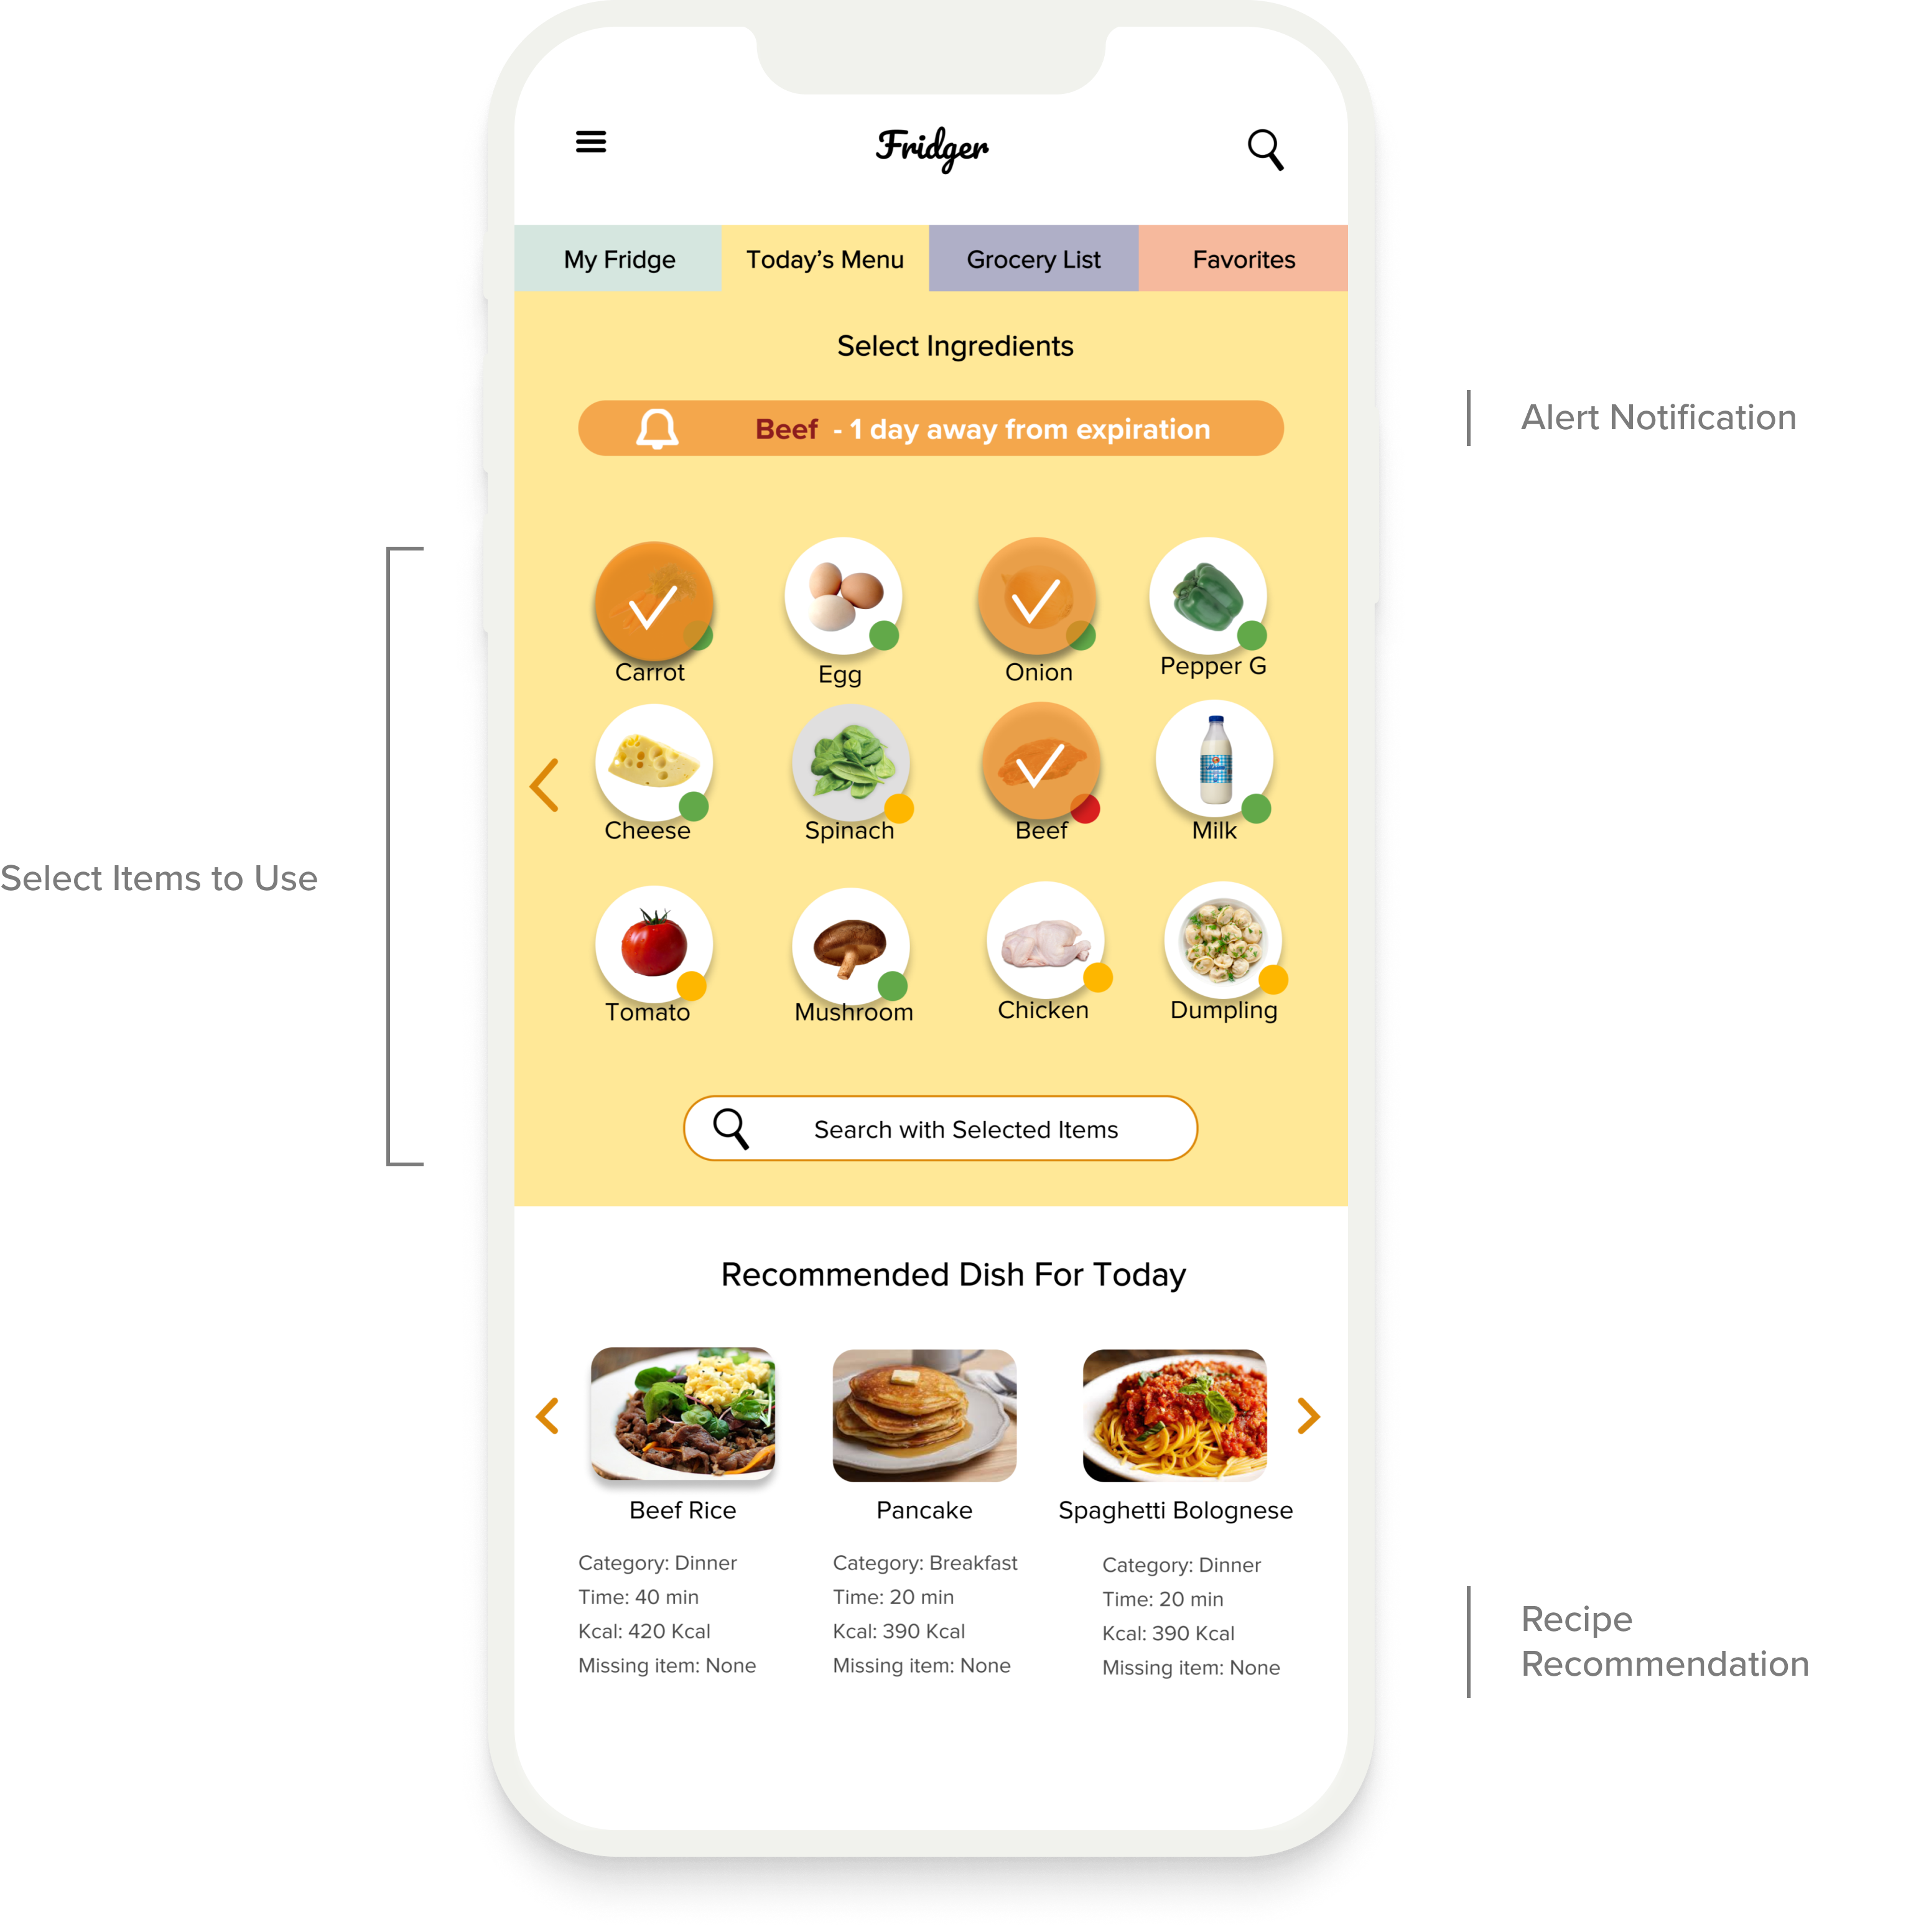 Fridger
My Fridge
Today's Menu
Grocery List
Favorites
Select Ingredients
Beef - 1 day away from expiration
Alert Notification
Carrot
Egg
Onion
Pepper G
Cheese
Spinach
Beef
Milk
Select Items to Use
Tomato
Mushroom
Chicken
Dumpling
Search with Selected Items
Recommended Dish For Today
Beef Rice
Category: Dinner
Time: 40 min
Kcal: 420 Kcal
Missing item: None
Pancake
Category: Breakfast
Time: 20 min
Kcal: 390 Kcal
Missing item: None
Spaghetti Bolognese
Category: Dinner
Time: 20 min
Kcal: 390 Kcal
Missing item: None
Recipe
Recommendation